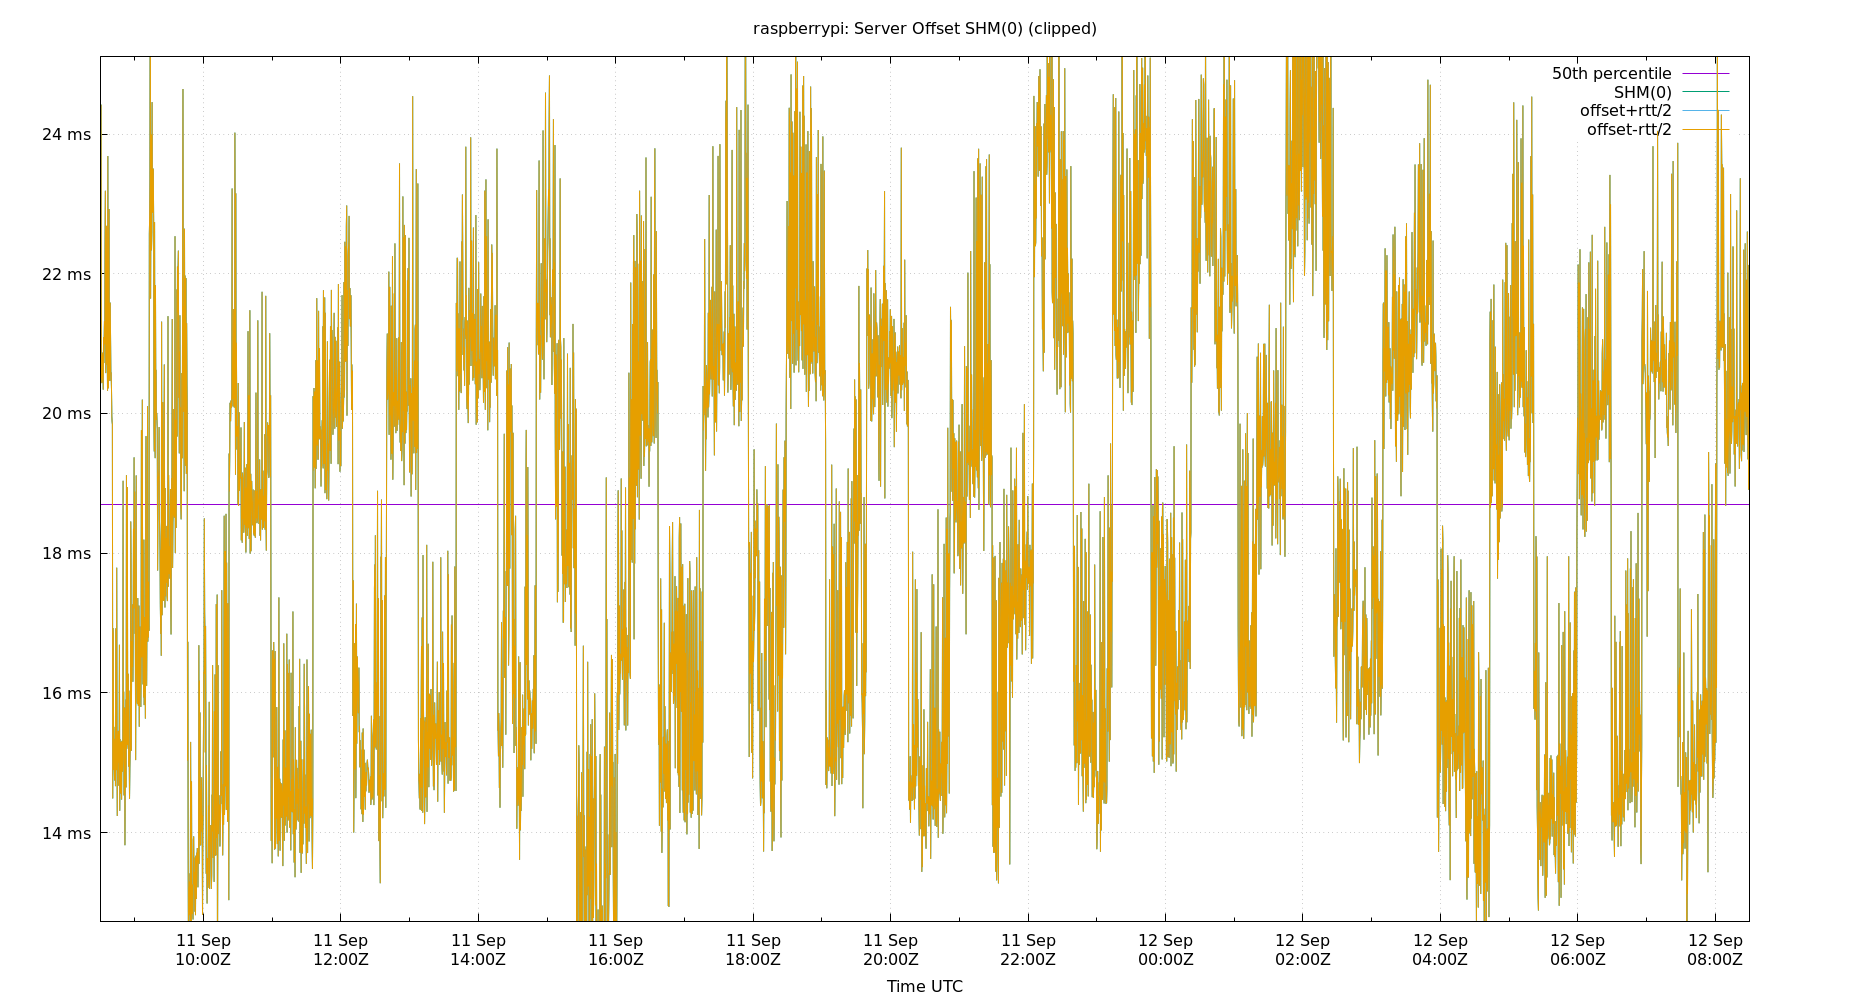 raspberrypi: Server Offset SHM(0) (clipped)
50th percentile
SHM(0)
offset+rtt/2
offset-rtt/2
24 ms
22 ms
20 ms
18 ms
16 ms
14 ms
11 Sep 11 Sep 11 Sep 11 Sep 11 Sep 11 Sep 11 Sep 12 Sep 12 Sep 12 Sep 12 Sep 12 Sep
10:00Z 12:00Z 14:00Z 16:00Z 18:00Z 20:00Z 22:00Z 00:00Z 02:00Z 04:00Z 06:00Z 08:00Z
Time UTC